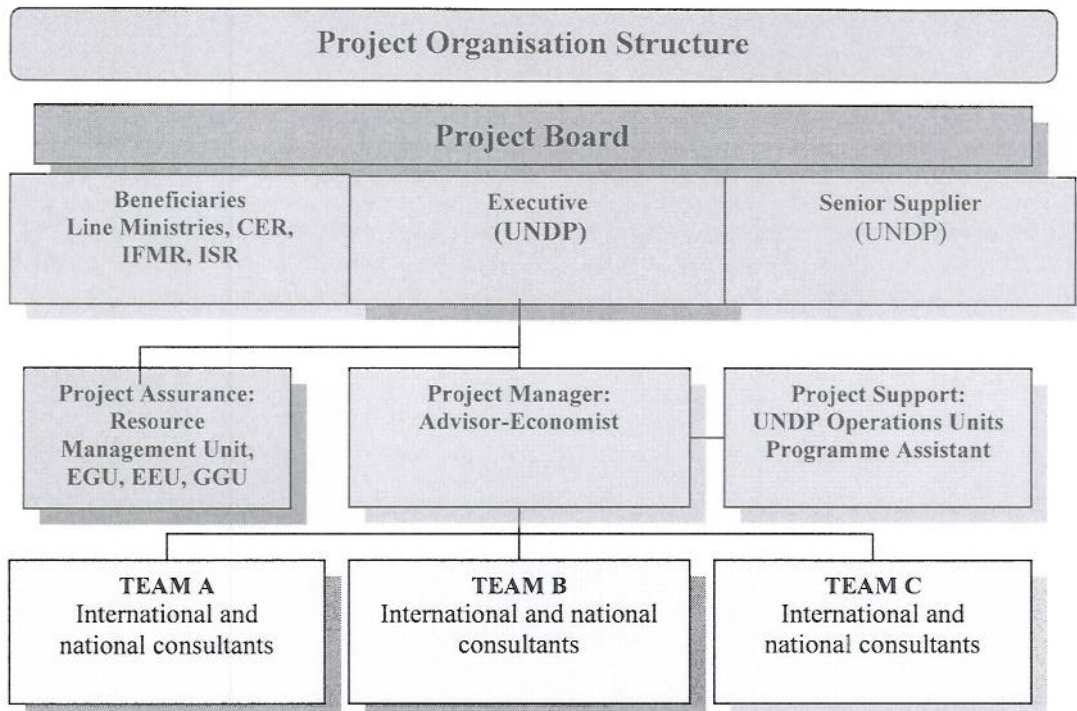 Project Organisation Structure
Project Board
Beneficiaries
Line Ministries, CER,
IFMR, ISR
Executive
(UNDP)
Senior Supplier
(UNDP)
Project Assurance:
Resource
Management Unit,
EGU, EEU, GGU
Project Manager:
Advisor-Economist
Project Support:
UNDP Operations Units
Programme Assistant
TEAM A
International and
national consultants
TEAM B
International and national
consultants
TEAM C
International and
national consultants